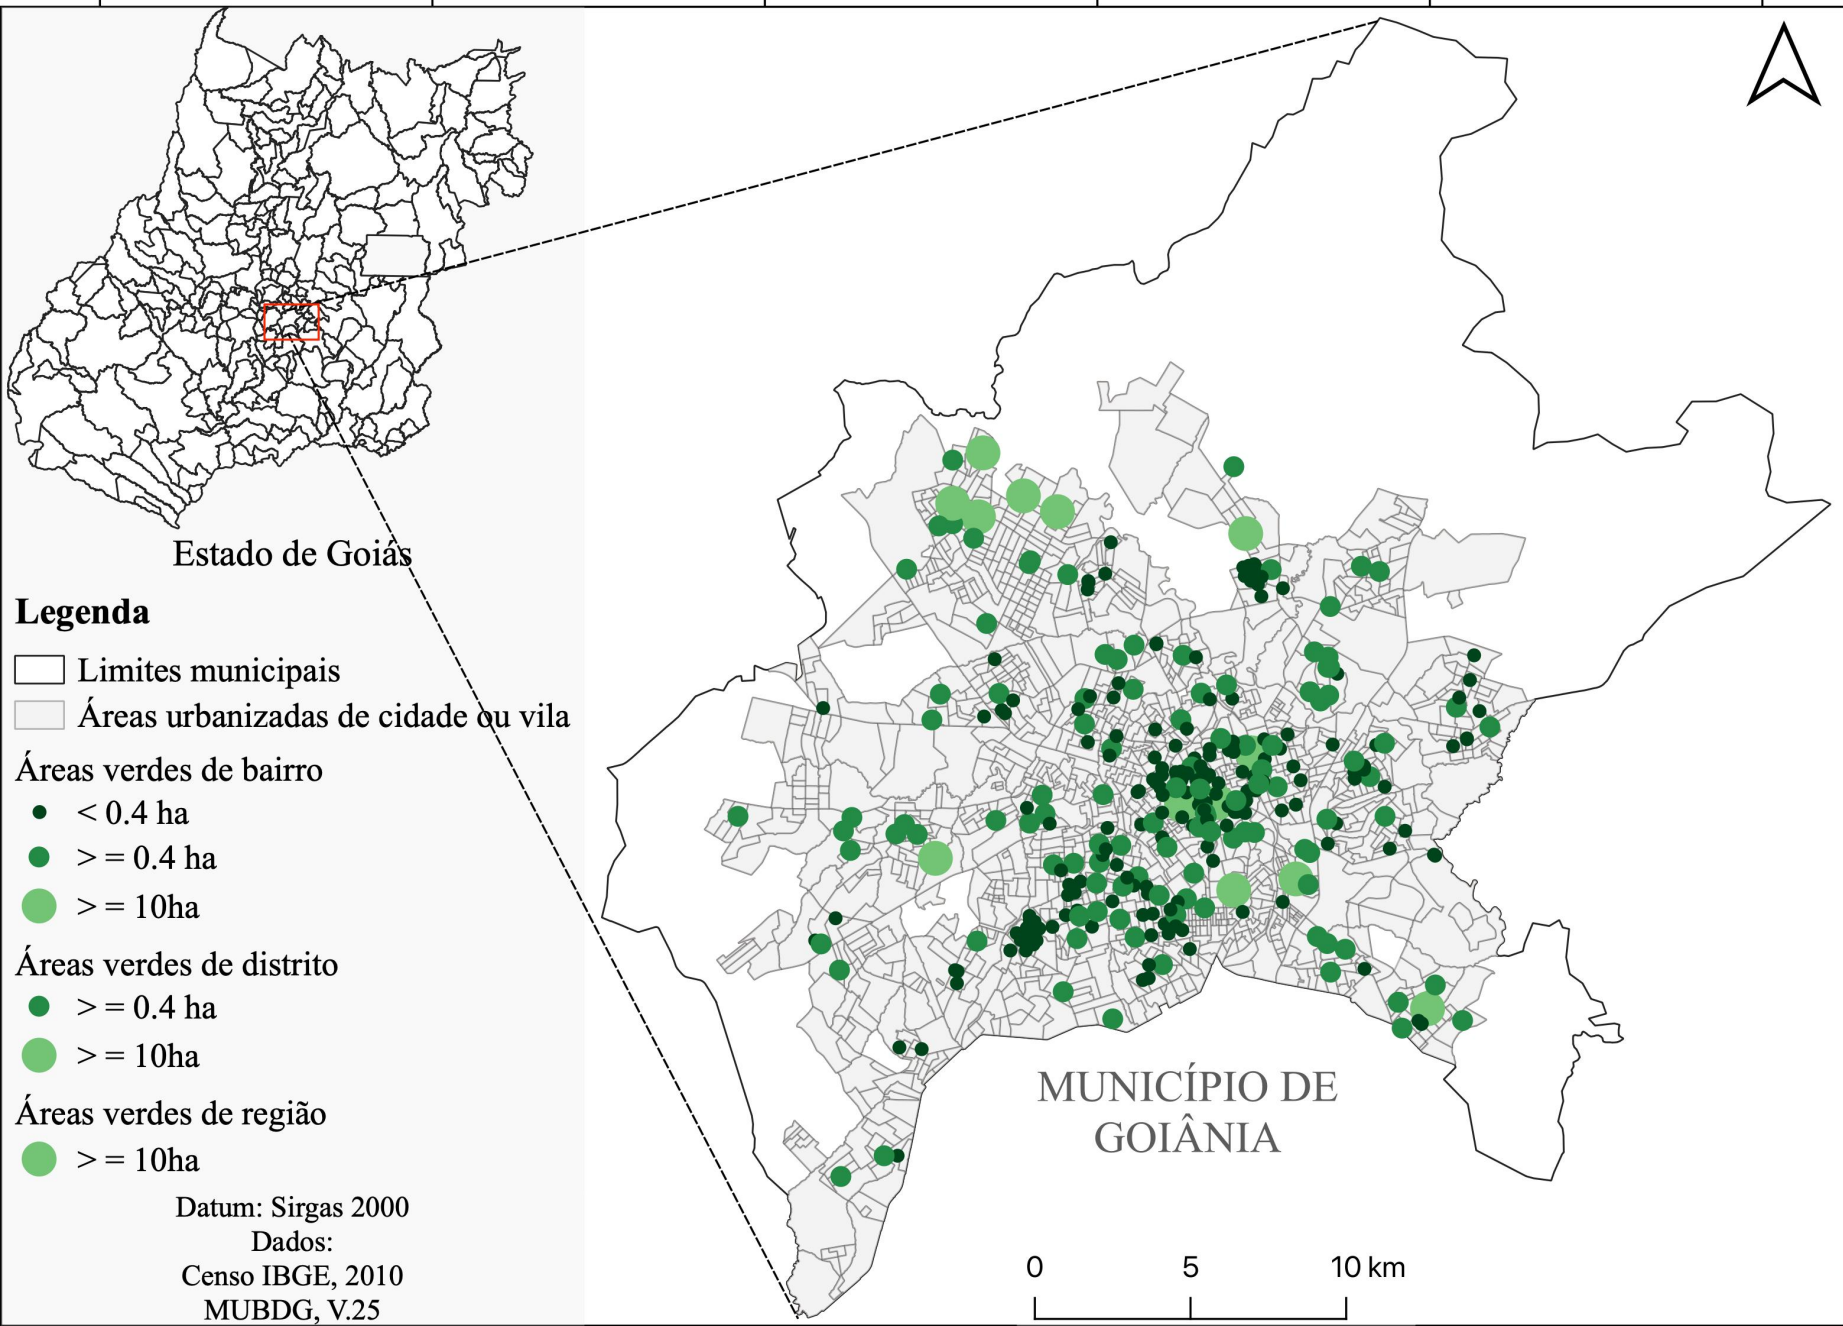 Estado de Goiás
Legenda
Limites municipais
Áreas urbanizadas de cidade ou vila
Áreas verdes de bairro
< 0.4 ha
> = 0.4 ha
> = 10ha
Áreas verdes de distrito
> = 0.4 ha
> = 10ha
Áreas verdes de região
> = 10ha
Datum: Sirgas 2000
Dados:
Censo IBGE, 2010
MUBDG, V.25
MUNICÍPIO DE
GOIÂNIA
0 5 10 km